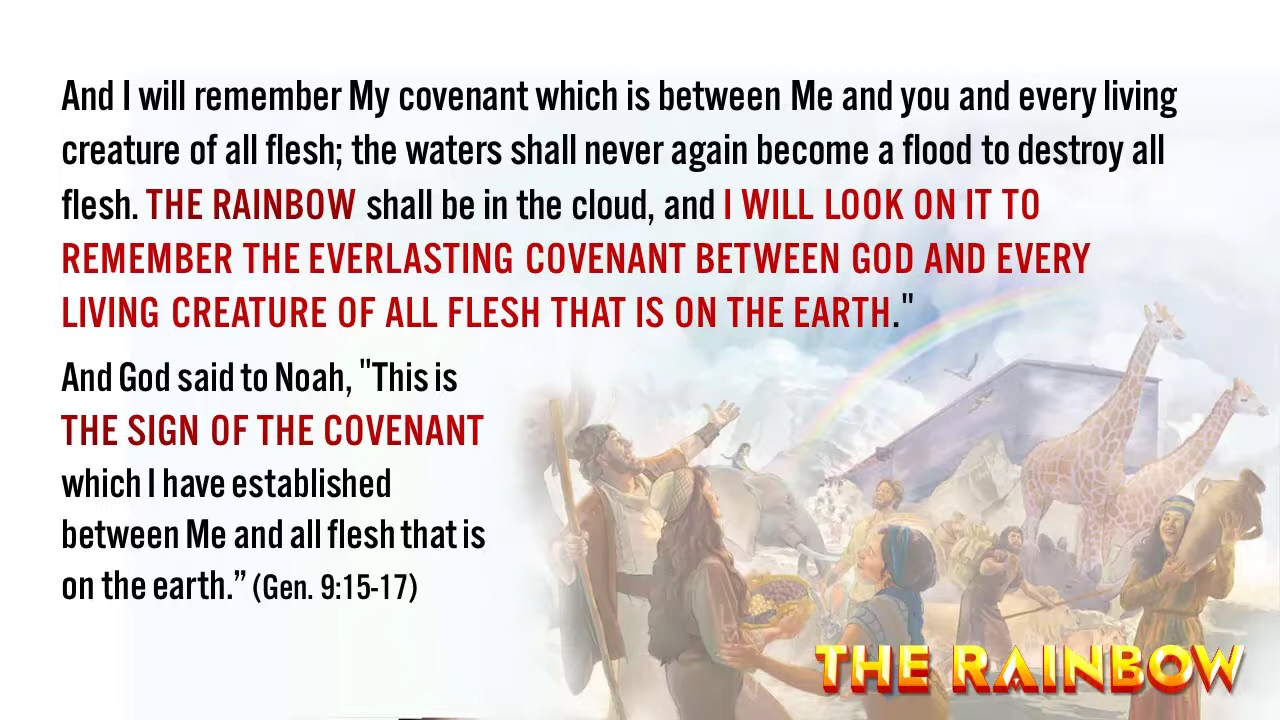 And I will remember My covenant which is between Me and you and every living
creature of all flesh; the waters shall never again become a flood to destroy all
flesh. THE RAINBOW shall be in the cloud, and I WILL LOOK ON IT TO
REMEMBER THE EVERLASTING COVENANT BETWEEN GOD AND EVERY
LIVING CREATURE OF ALL FLESH THAT IS ON THE EARTH."
And God said to Noah, "This is
THE SIGN OF THE COVENANT
which I have established
between Me and all flesh that is
on the earth.” (Gen. 9:15-17)
THE RAINBOW